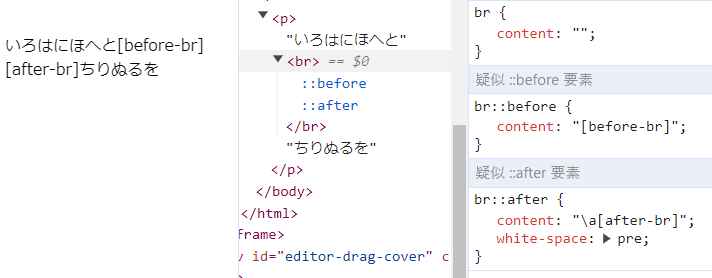 いろはにほへと[before-br]
[after-br]ちりぬるを
<p>
"いろはにほへと"
<br> == $0
::before
::after
</br>
"ちりぬるを"
</p>
</body>
</html>
frame>
v id="editor-drag-cover" c
br {
content: "";
}
疑似 ::before 要素
br::before {
content: "[before-br]";
}
疑似 ::after 要素
br::after {
content: "\a[after-br]";
white-space: pre;
}